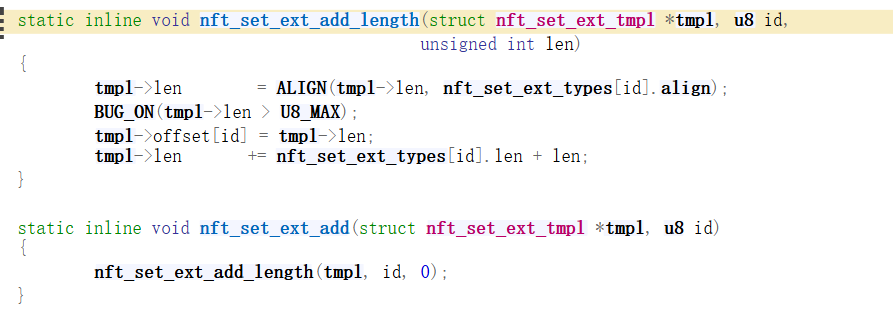 static inline void nft_set_ext_add_length(struct nft_set_ext_tmpl *tmpl, u8 id,
                                          unsigned int len)
{
        tmpl->len        = ALIGN(tmpl->len, nft_set_ext_types[id].align);
        BUG_ON(tmpl->len > U8_MAX);
        tmpl->offset[id] = tmpl->len;
        tmpl->len       += nft_set_ext_types[id].len + len;
}
static inline void nft_set_ext_add(struct nft_set_ext_tmpl *tmpl, u8 id)
{
        nft_set_ext_add_length(tmpl, id, 0);
}